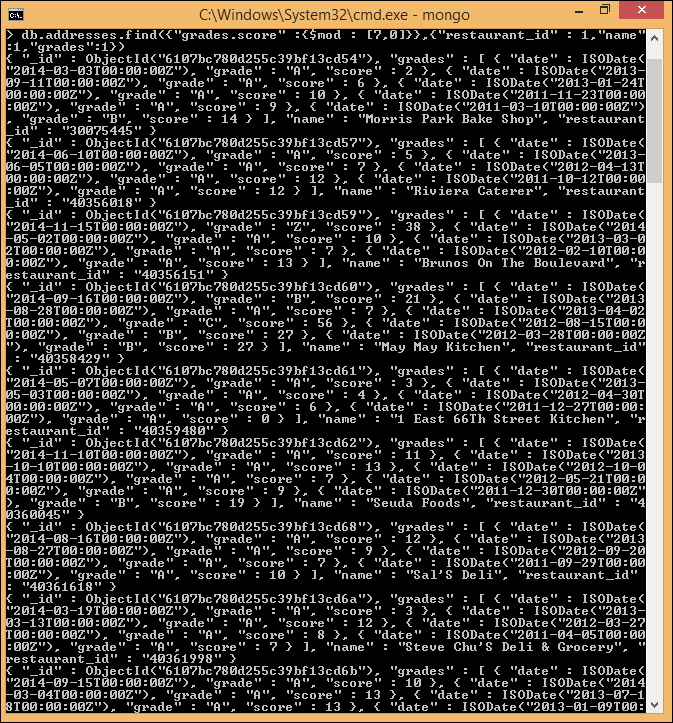 C:\Windows\System32\cmd.exe - mongo
> db.addresses.find({"grades.score" :{$mod : [7,0]}},{"restaurant_id" : 1,"name"
:1,"grades":1})
{ "_id" : ObjectId("6107bc780d255c39bf13cd54"), "grades" : [ { "date" : ISODate(
"2014-03-03T00:00:00Z"), "grade" : "A", "score" : 2 }, { "date" : ISODate("2013-
09-11T00:00:00Z"), "grade" : "A", "score" : 6 }, { "date" : ISODate("2013-01-24T
00:00:00Z"), "grade" : "A", "score" : 10 }, { "date" : ISODate("2011-11-23T00:00
:00Z"), "grade" : "A", "score" : 9 }, { "date" : ISODate("2011-03-10T00:00:00Z")
, "grade" : "B", "score" : 14 } ], "name" : "Morris Park Bake Shop", "restaurant
_id" : "30075445" }
{ "_id" : ObjectId("6107bc780d255c39bf13cd57"), "grades" : [ { "date" : ISODate(
"2014-06-10T00:00:00Z"), "grade" : "A", "score" : 5 }, { "date" : ISODate("2013-
06-05T00:00:00Z"), "grade" : "A", "score" : 7 }, { "date" : ISODate("2012-04-13T
00:00:00Z"), "grade" : "A", "score" : 12 }, { "date" : ISODate("2011-10-12T00:00
:00Z"), "grade" : "A", "score" : 12 } ], "name" : "Riviera Caterer", "restaurant
_id" : "40356018" }
{ "_id" : ObjectId("6107bc780d255c39bf13cd59"), "grades" : [ { "date" : ISODate(
"2014-11-15T00:00:00Z"), "grade" : "Z", "score" : 38 }, { "date" : ISODate("2014
-05-02T00:00:00Z"), "grade" : "A", "score" : 10 }, { "date" : ISODate("2013-03-0
2T00:00:00Z"), "grade" : "A", "score" : 7 }, { "date" : ISODate("2012-02-10T00:0
0:00Z"), "grade" : "A", "score" : 13 } ], "name" : "Brunos On The Boulevard", "r
estaurant_id" : "40356151" }
{ "_id" : ObjectId("6107bc780d255c39bf13cd60"), "grades" : [ { "date" : ISODate(
"2014-09-16T00:00:00Z"), "grade" : "B", "score" : 21 }, { "date" : ISODate("2013
-08-28T00:00:00Z"), "grade" : "A", "score" : 7 }, { "date" : ISODate("2013-04-02
T00:00:00Z"), "grade" : "C", "score" : 56 }, { "date" : ISODate("2012-08-15T00:0
0:00Z"), "grade" : "B", "score" : 27 }, { "date" : ISODate("2012-03-28T00:00:00Z
"), "grade" : "B", "score" : 27 } ], "name" : "May May Kitchen", "restaurant_id"
 : "40358429" }
{ "_id" : ObjectId("6107bc780d255c39bf13cd61"), "grades" : [ { "date" : ISODate(
"2014-05-07T00:00:00Z"), "grade" : "A", "score" : 3 }, { "date" : ISODate("2013-
05-03T00:00:00Z"), "grade" : "A", "score" : 4 }, { "date" : ISODate("2012-04-30T
00:00:00Z"), "grade" : "A", "score" : 6 }, { "date" : ISODate("2011-12-27T00:00:
00Z"), "grade" : "A", "score" : 0 } ], "name" : "1 East 66Th Street Kitchen", "r
estaurant_id" : "40359480" }
{ "_id" : ObjectId("6107bc780d255c39bf13cd62"), "grades" : [ { "date" : ISODate(
"2014-11-10T00:00:00Z"), "grade" : "A", "score" : 11 }, { "date" : ISODate("2013
-10-10T00:00:00Z"), "grade" : "A", "score" : 13 }, { "date" : ISODate("2012-10-0
4T00:00:00Z"), "grade" : "A", "score" : 7 }, { "date" : ISODate("2012-05-21T00:0
0:00Z"), "grade" : "A", "score" : 9 }, { "date" : ISODate("2011-12-30T00:00:00Z"
), "grade" : "B", "score" : 19 } ], "name" : "Seuda Foods", "restaurant_id" : "4
0360045" }
{ "_id" : ObjectId("6107bc780d255c39bf13cd68"), "grades" : [ { "date" : ISODate(
"2014-08-16T00:00:00Z"), "grade" : "A", "score" : 12 }, { "date" : ISODate("2013
-08-27T00:00:00Z"), "grade" : "A", "score" : 9 }, { "date" : ISODate("2012-09-20
T00:00:00Z"), "grade" : "A", "score" : 7 }, { "date" : ISODate("2011-09-29T00:00
:00Z"), "grade" : "A", "score" : 10 } ], "name" : "Sal'S Deli", "restaurant_id"
: "40361618" }
{ "_id" : ObjectId("6107bc780d255c39bf13cd6a"), "grades" : [ { "date" : ISODate(
"2014-03-19T00:00:00Z"), "grade" : "A", "score" : 3 }, { "date" : ISODate("2013-
03-13T00:00:00Z"), "grade" : "A", "score" : 12 }, { "date" : ISODate("2012-03-27
T00:00:00Z"), "grade" : "A", "score" : 8 }, { "date" : ISODate("2011-04-05T00:00
:00Z"), "grade" : "A", "score" : 7 } ], "name" : "Steve Chu'S Deli & Grocery", "
restaurant_id" : "40361998" }
{ "_id" : ObjectId("6107bc780d255c39bf13cd6b"), "grades" : [ { "date" : ISODate(
"2014-09-15T00:00:00Z"), "grade" : "A", "score" : 10 }, { "date" : ISODate("2014
-03-04T00:00:00Z"), "grade" : "A", "score" : 13 }, { "date" : ISODate("2013-07-1
8T00:00:00Z"), "grade" : "A", "score" : 13 }, { "date" : ISODate("2013-01-09T00: